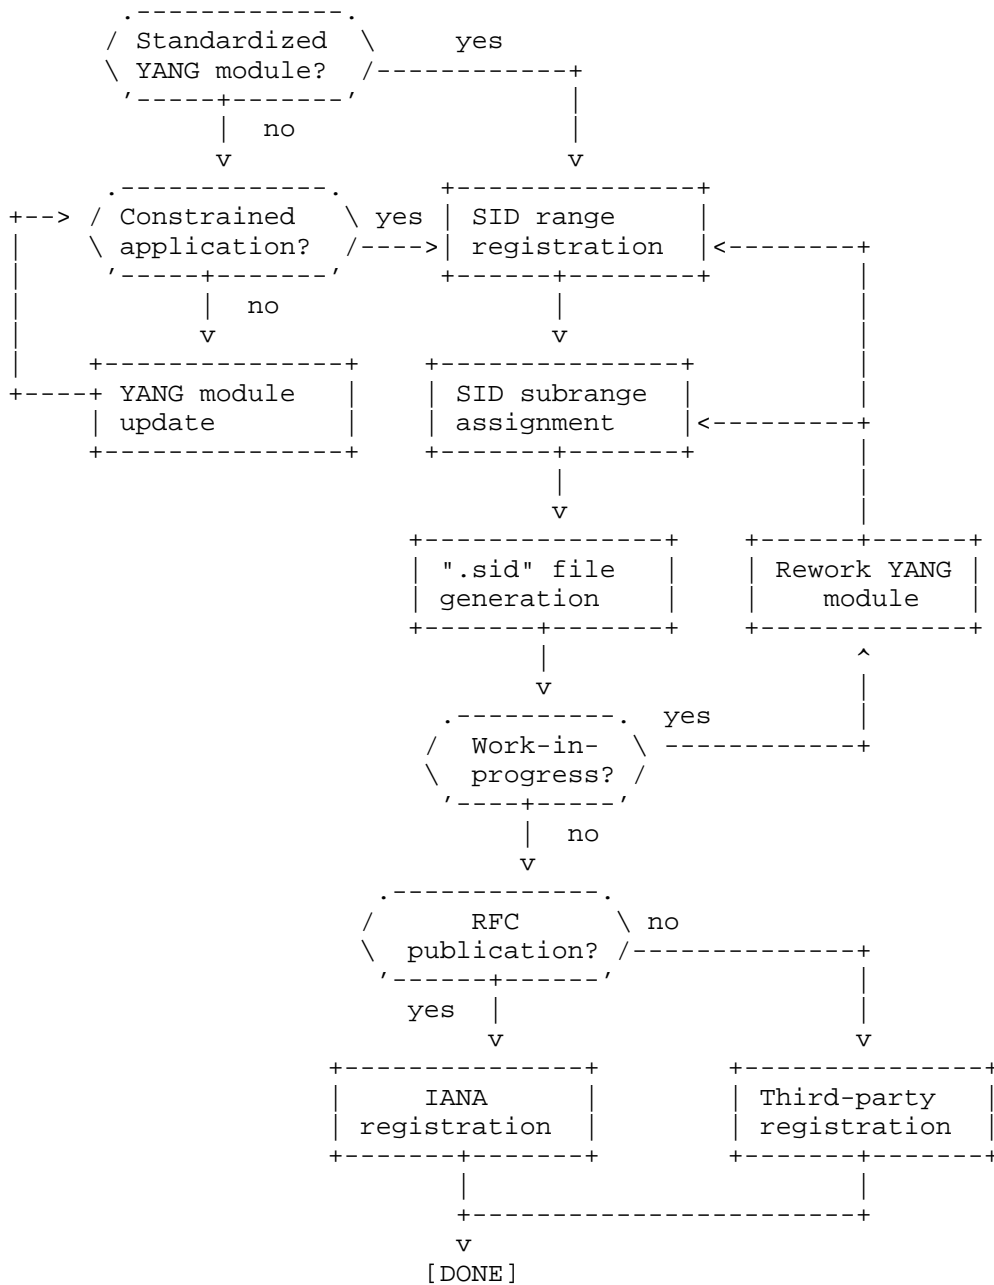 Standardized yes
YANG module?
no
Constrained yes SID range
application? registration
no
YANG module SID subrange
update assignment
".sid" file Rework YANG
generation module
yes
Work-in-
progress?
no
RFC no
publication?
yes
IANA Third-party
registration registration
[DONE]